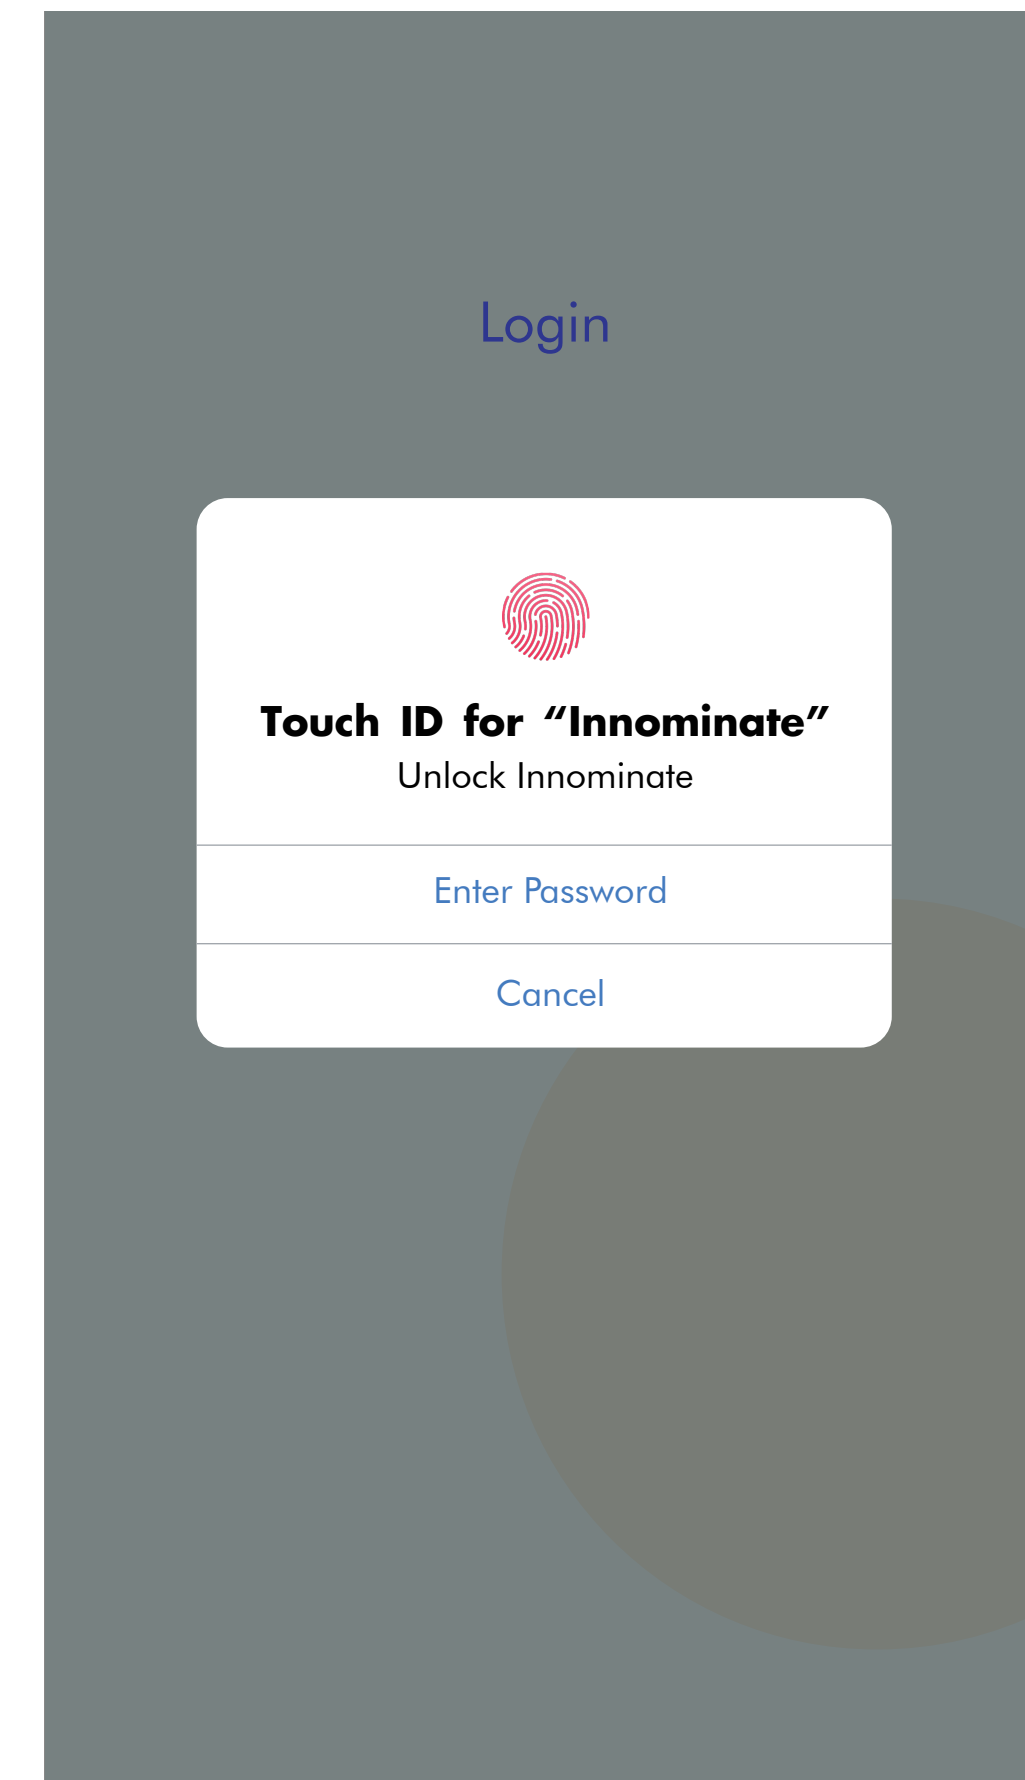 Login
Touch ID for “Innominate”
Unlock Innominate
Enter Password
Cancel